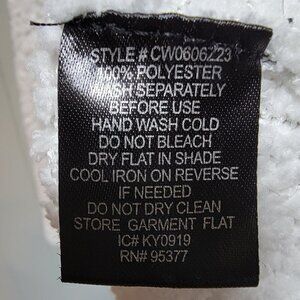 STYLE # CW0606Z23
100% POLYESTER
WASH SEPARATELY
BEFORE USE
HAND WASH COLD
DO NOT BLEACH
DRY FLAT IN SHADE
COOL IRON ON REVERSE
IF NEEDED
DO NOT DRY CLEAN
STORE GARMENT FLAT
IC# KY0919
RN# 95377